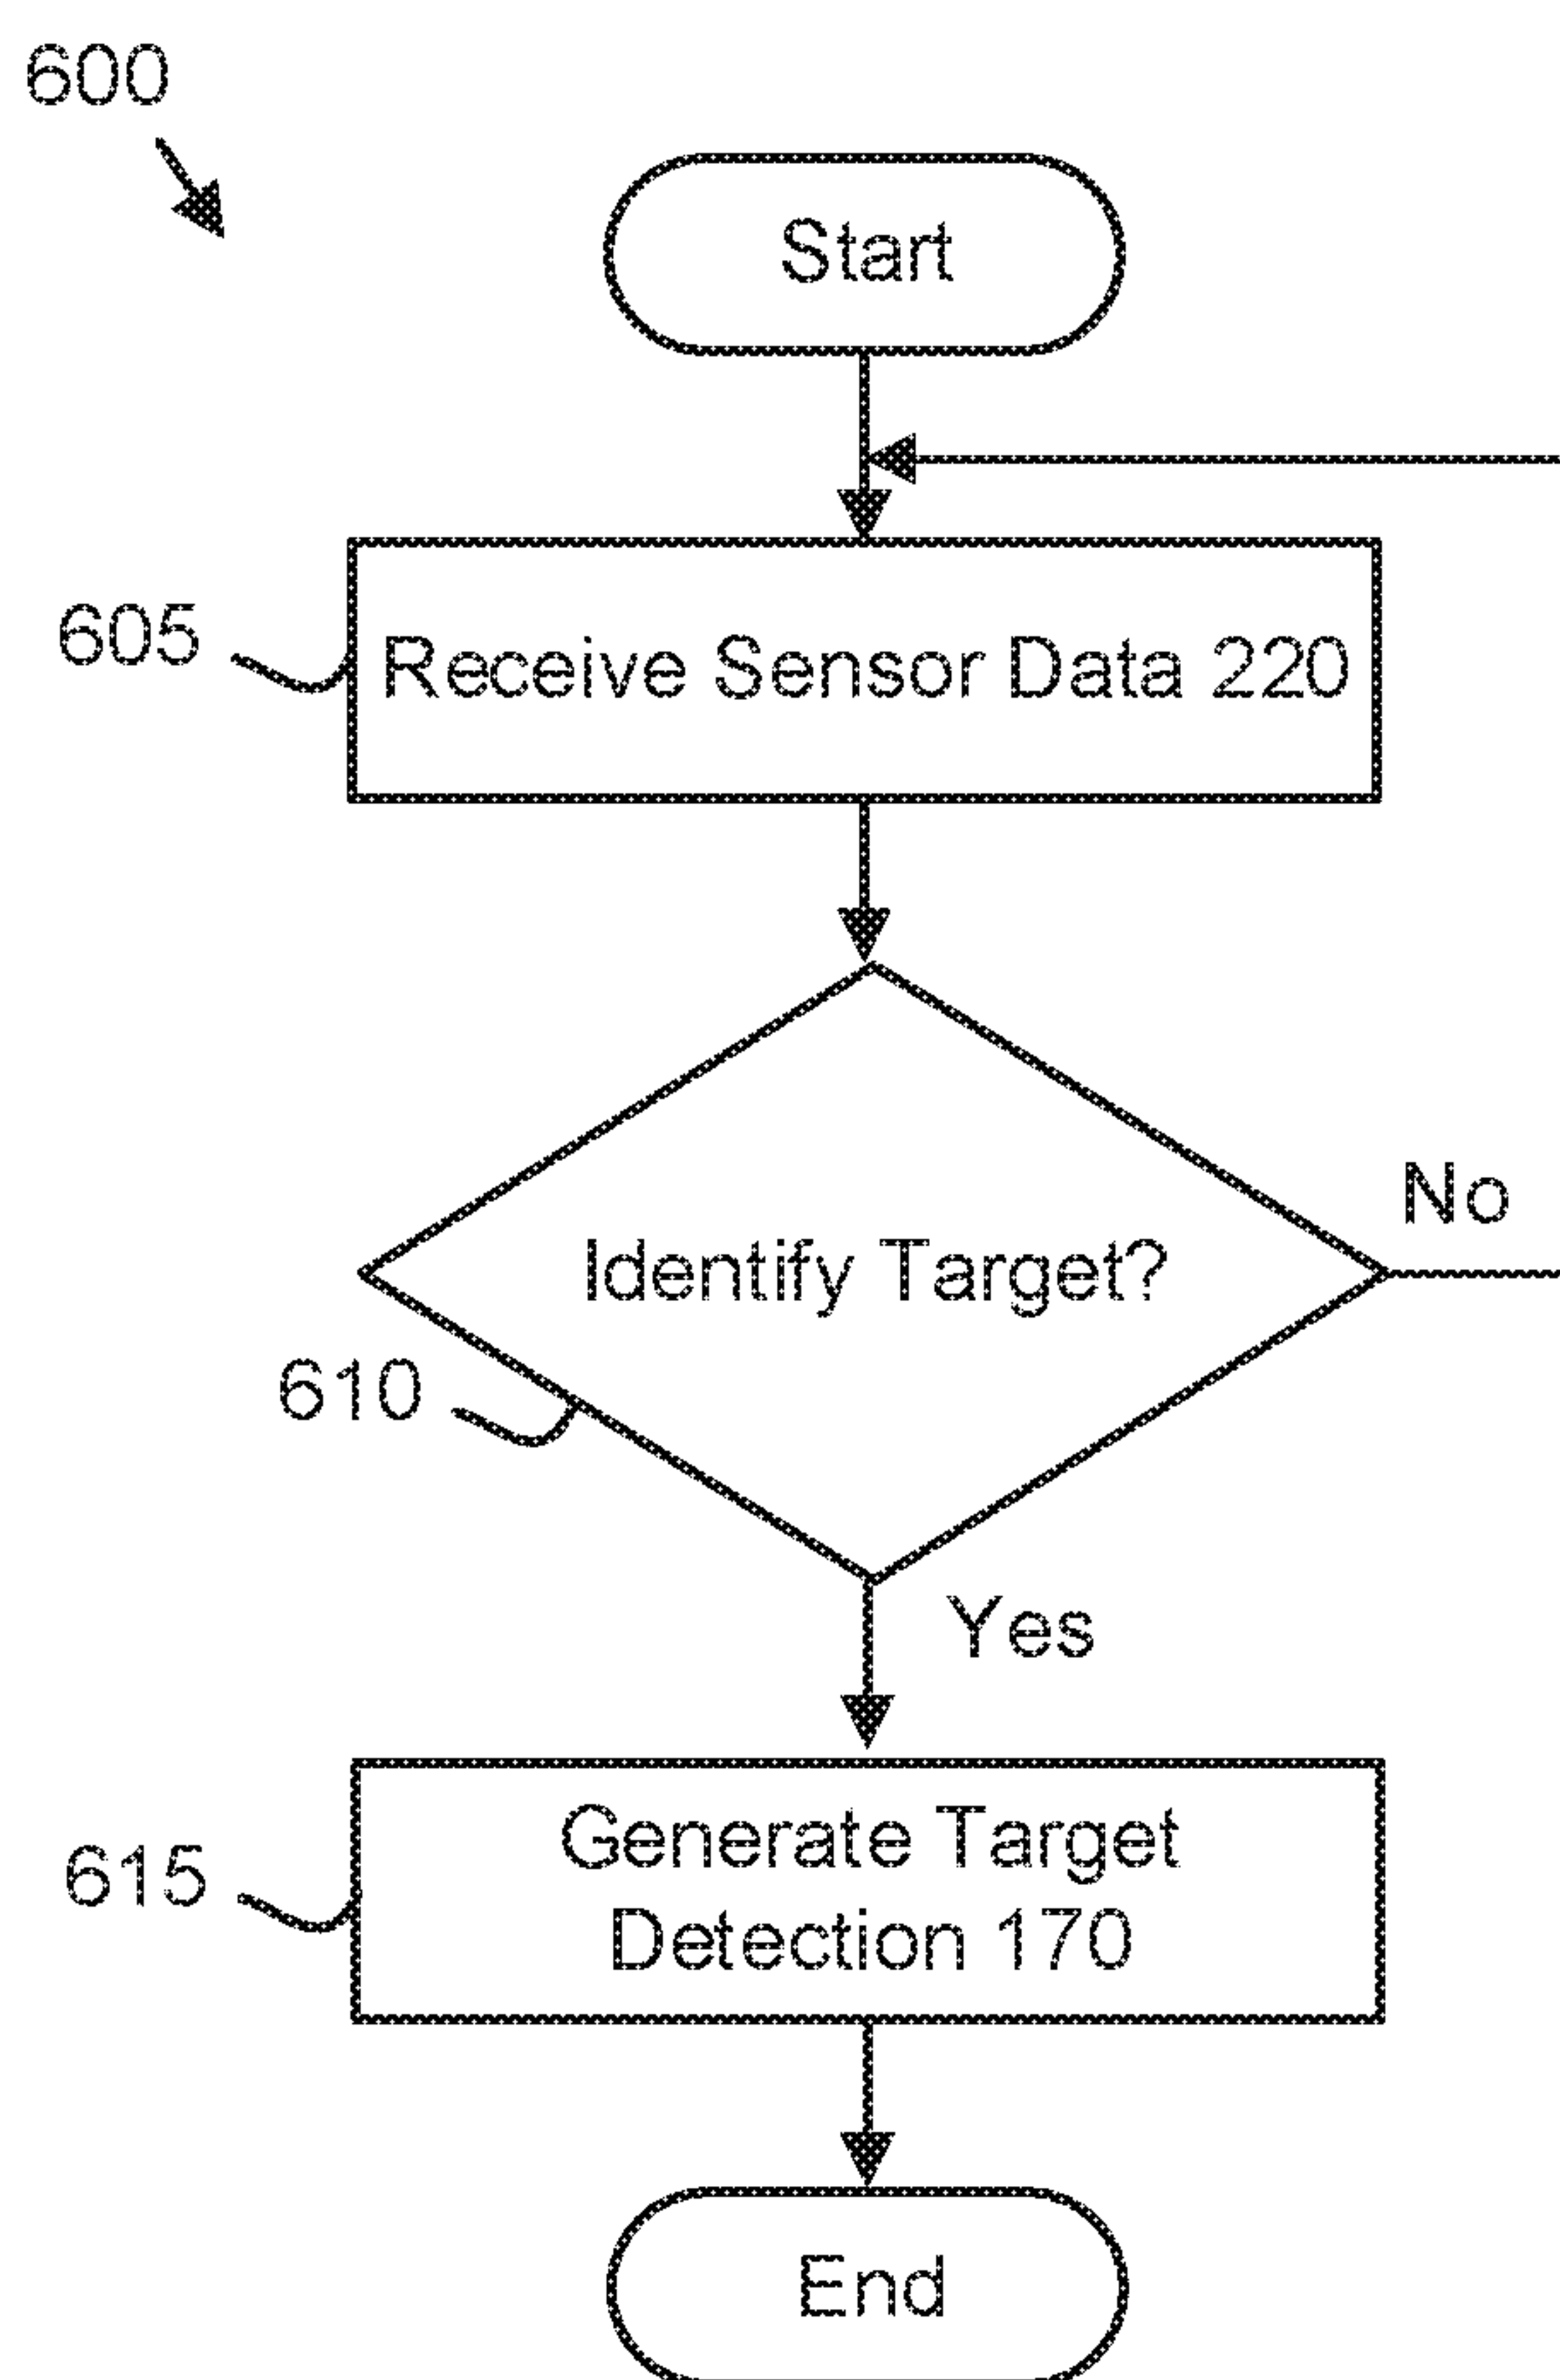 600
Start
605
Receive Sensor Data 220
No
Identify Target?
610
Yes
Generate Target
615
Detection 170
End